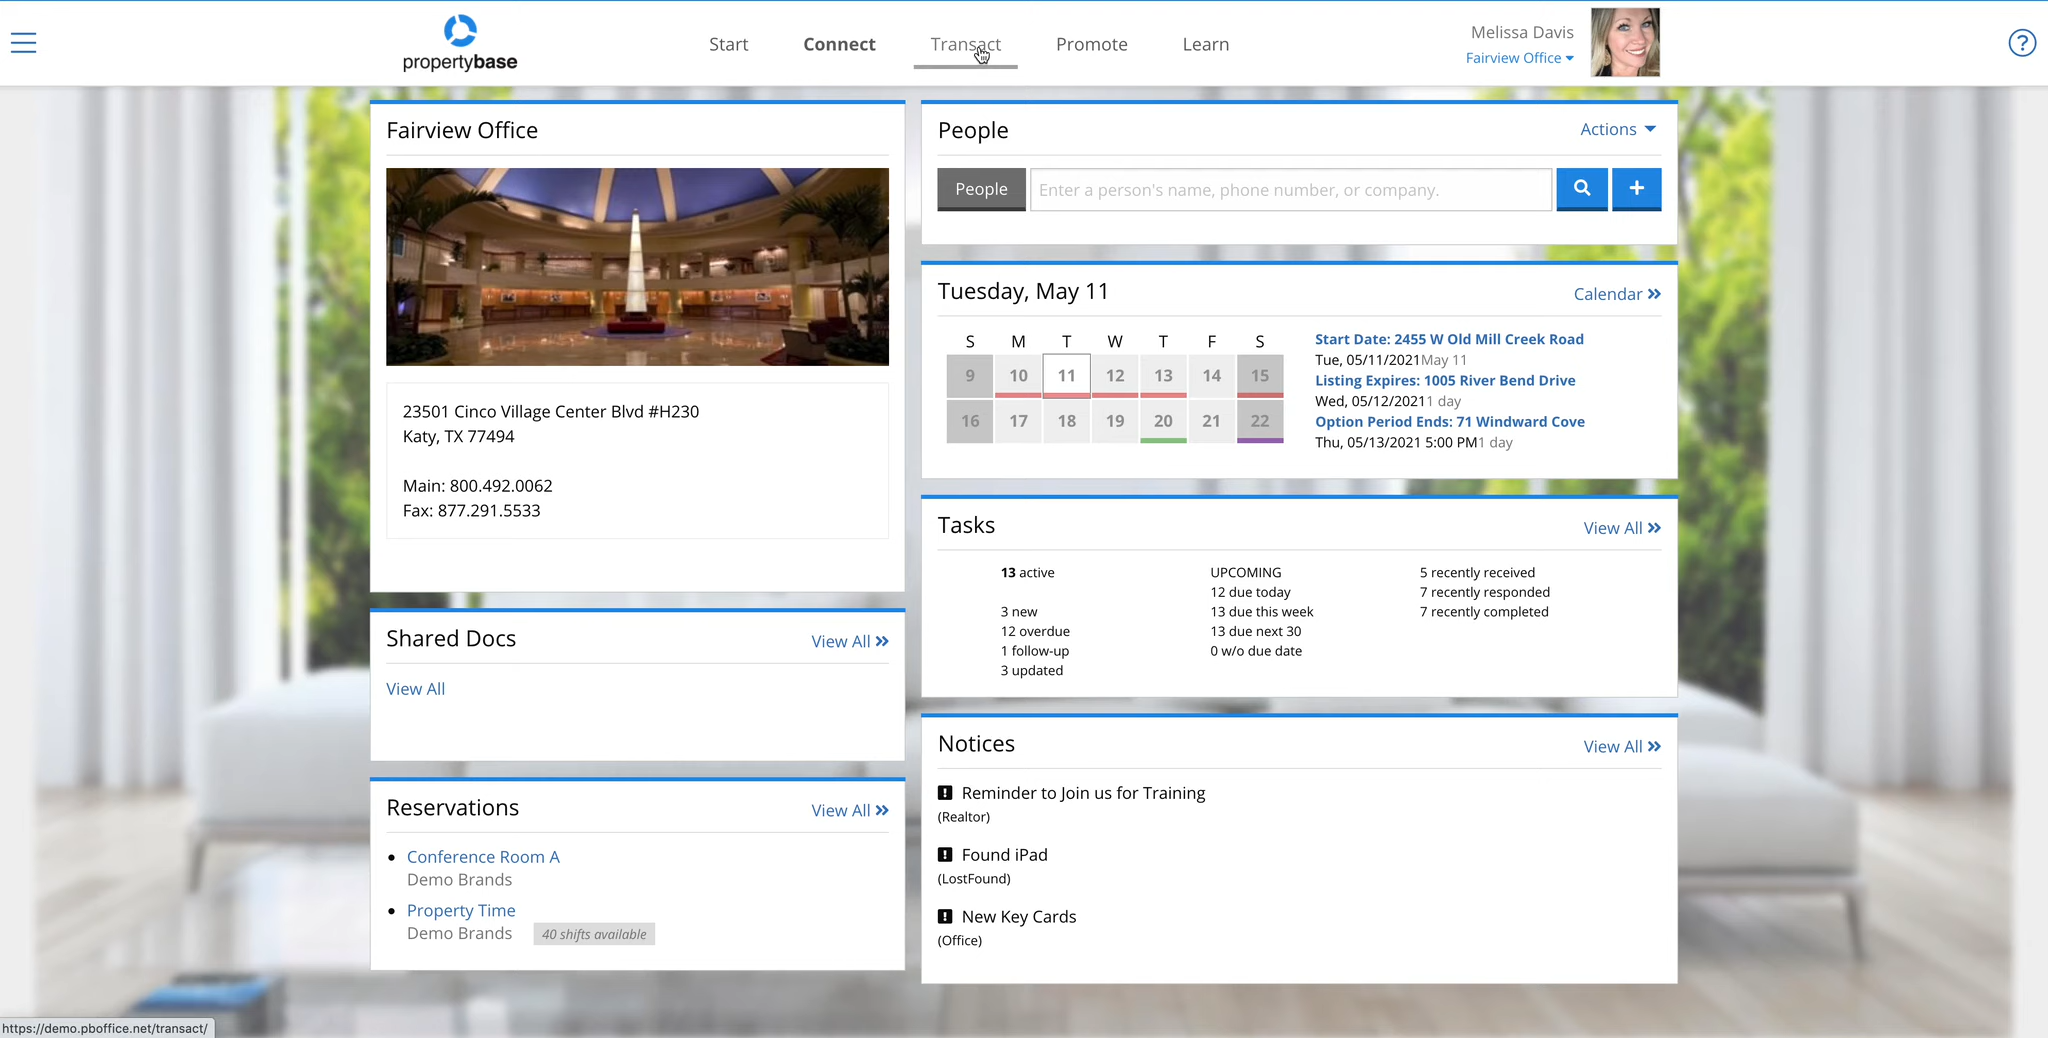 propertybase
Start
Connect
Transact
Promote
Learn
Melissa Davis
Fairview Office
?
Fairview Office
23501 Cinco Village Center Blvd #H230
Katy, TX 77494
Main: 800.492.0062
Fax: 877.291.5533
Shared Docs
View All
View All
Reservations
View All
Conference Room A
Demo Brands
Property Time
Demo Brands 40 shifts available
People
Actions
People
Enter a person's name, phone number, or company.
Tuesday, May 11
Calendar
S M T W T F S
9 10 11 12 13 14 15
16 17 18 19 20 21 22
Start Date: 2455 W Old Mill Creek Road
Tue, 05/11/2021May 11
Listing Expires: 1005 River Bend Drive
Wed, 05/12/20211 day
Option Period Ends: 71 Windward Cove
Thu, 05/13/2021 5:00 PM1 day
Tasks
View All
13 active
3 new
12 overdue
1 follow-up
3 updated
UPCOMING
12 due today
13 due this week
13 due next 30
0 w/o due date
5 recently received
7 recently responded
7 recently completed
Notices
View All
Reminder to Join us for Training
(Realtor)
Found iPad
(LostFound)
New Key Cards
(Office)
https://demo.pboffice.net/transact/